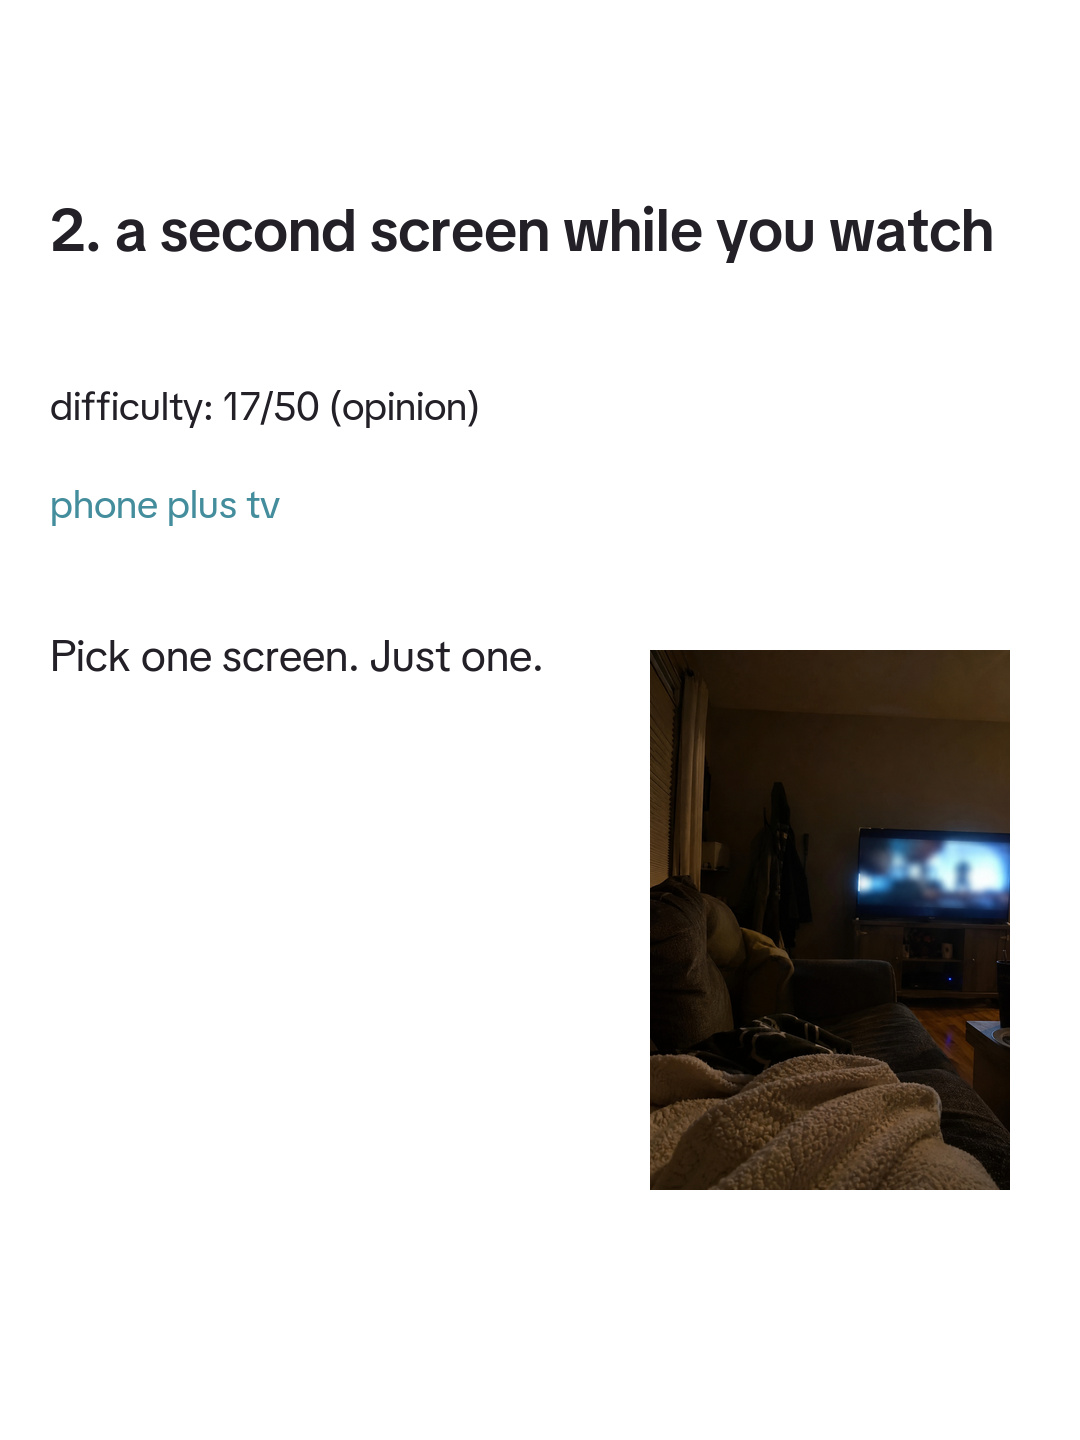 2. a second screen while you watch
difficulty: 17/50 (opinion)
phone plus tv
Pick one screen. Just one.